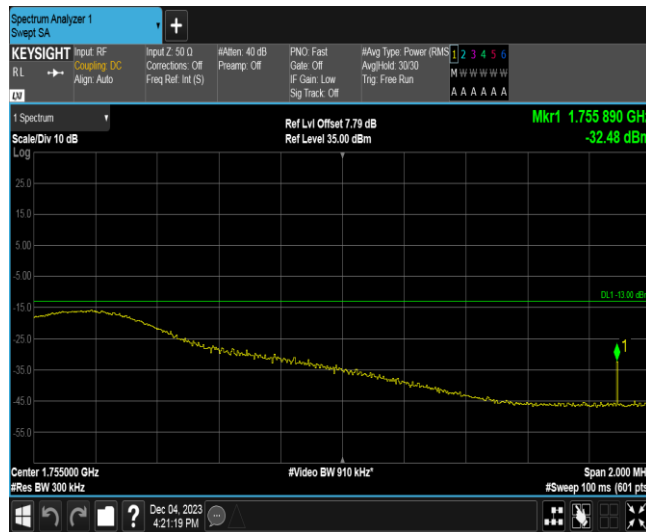 Spectrum Analyzer 1
Swept SA
+
KEYSIGHT
RL
LXI
Input: RF
Coupling: DC
Align: Auto
Input Z: 50 Ω
Corrections: Off
Freq Ref: Int (S)
#Atten: 40 dB
Preamp: Off
PNO: Fast
Gate: Off
IF Gain: Low
Sig Track: Off
#Avg Type: Power (RMS
Avg|Hold: 30/30
Trig: Free Run
1 2 3 4 5 6
M W W W W W
A A A A A A
1 Spectrum
Scale/Div 10 dB
Log
Ref Lvl Offset 7.79 dB
Ref Level 35.00 dBm
Mkr1 1.755 890 GHz
-32.48 dBm
25.0
15.0
5.00
-5.00
-15.0
-25.0
-35.0
-45.0
-55.0
DL1 -13.00 dBm
1
Center 1.755000 GHz
#Res BW 300 kHz
#Video BW 910 kHz*
Span 2.000 MHz
#Sweep 100 ms (601 pts)
?
Dec 04, 2023
4:21:19 PM